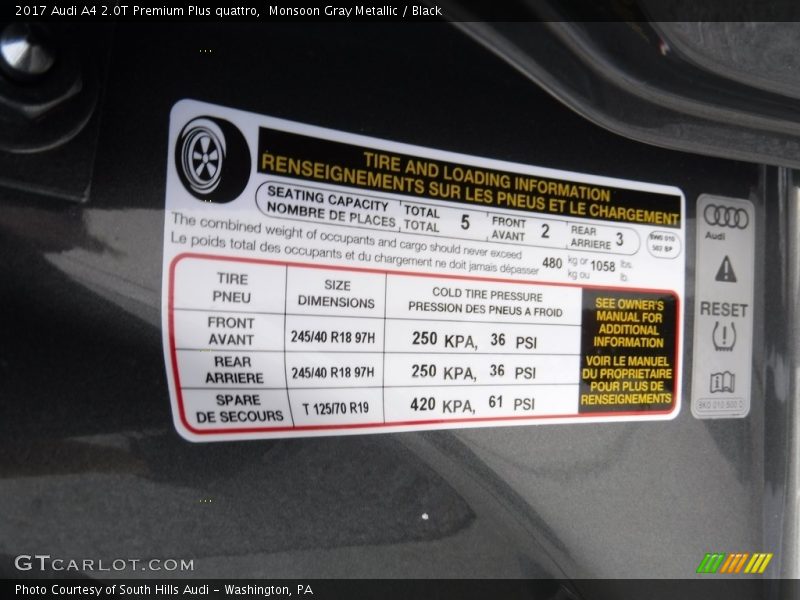 2017 Audi A4 2.0T Premium Plus quattro,  Monsoon Gray Metallic / Black
TIRE AND LOADING INFORMATION
RENSEIGNEMENTS SUR LES PNEUS ET LE CHARGEMENT
SEATING CAPACITY
NOMBRE DE PLACES
TOTAL
TOTAL
5
FRONT
AVANT
2
REAR
ARRIERE
3
8W0 010
502 BP
The combined weight of occupants and cargo should never exceed
Le poids total des occupants et du chargement ne doit jamais dépasser
480
kg or
kg ou
1058
lbs.
lb.
TIRE
PNEU
SIZE
DIMENSIONS
COLD TIRE PRESSURE
PRESSION DES PNEUS A FROID
FRONT
AVANT
245/40 R18 97H
250 KPA, 36 PSI
REAR
ARRIERE
245/40 R18 97H
250 KPA, 36 PSI
SPARE
DE SECOURS
T 125/70 R19
420 KPA, 61 PSI
SEE OWNER'S
MANUAL FOR
ADDITIONAL
INFORMATION
VOIR LE MANUEL
DU PROPRIETAIRE
POUR PLUS DE
RENSEIGNEMENTS
Audi
RESET
8K0 010 500 D
GTCARLOT.COM
Photo Courtesy of South Hills Audi - Washington, PA